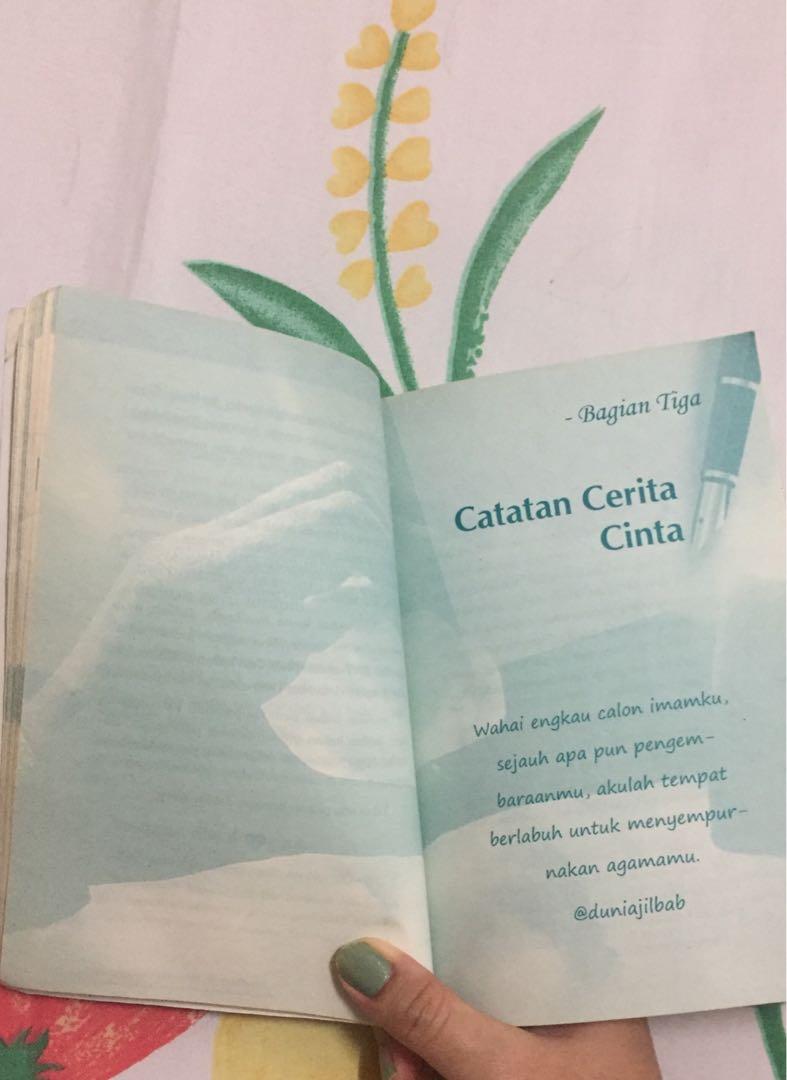 - Bagian Tiga
Catatan Cerita
Cinta
Wahai engkau calon imamku,
sejauh apa pun pengem-
baraanmu, akulah tempat
berlabuh untuk menyempur-
nakan agamamu.
@duniajilbab